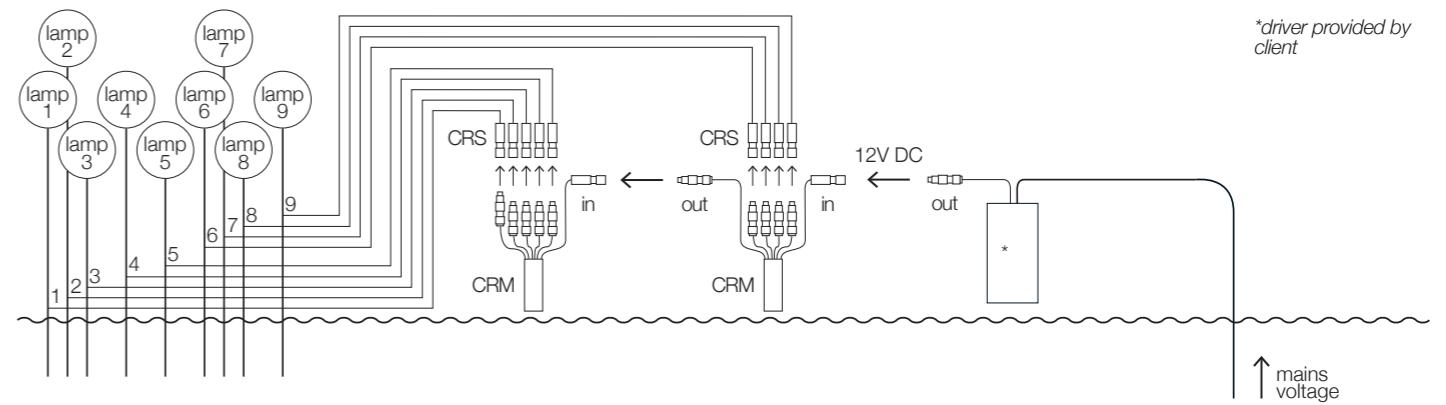 *driver provided by
client
lamp
2
lamp
7
lamp
1
lamp
4
lamp
6
lamp
9
lamp
3
lamp
5
lamp
8
CRS
CRS
12V DC
in
out
in
out
9
8
7
6
5
4
3
2
1
*
CRM
CRM
mains
voltage